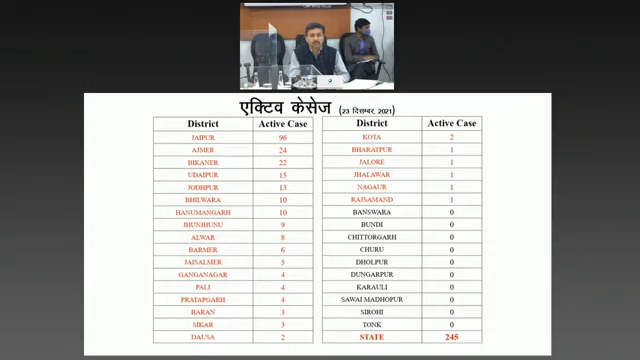 एक्टिव केसेज (23 दिसम्बर, 2021)
District Active Case
JAIPUR 96
AJMER 24
BIKANER 22
UDAIPUR 15
JODHPUR 13
BHILWARA 10
HANUMANGARH 10
JHUNJHUNU 9
ALWAR 8
BARMER 6
JAISALMER 5
GANGANAGAR 4
PALI 4
PRATAPGARH 4
BARAN 3
SIKAR 3
DAUSA 2
District Active Case
KOTA 2
BHARATPUR 1
JALORE 1
JHALAWAR 1
NAGAUR 1
RAJSAMAND 1
BANSWARA 0
BUNDI 0
CHITTORGARH 0
CHURU 0
DHOLPUR 0
DUNGARPUR 0
KARAULI 0
SAWAI MADHOPUR 0
SIROHI 0
TONK 0
STATE 245